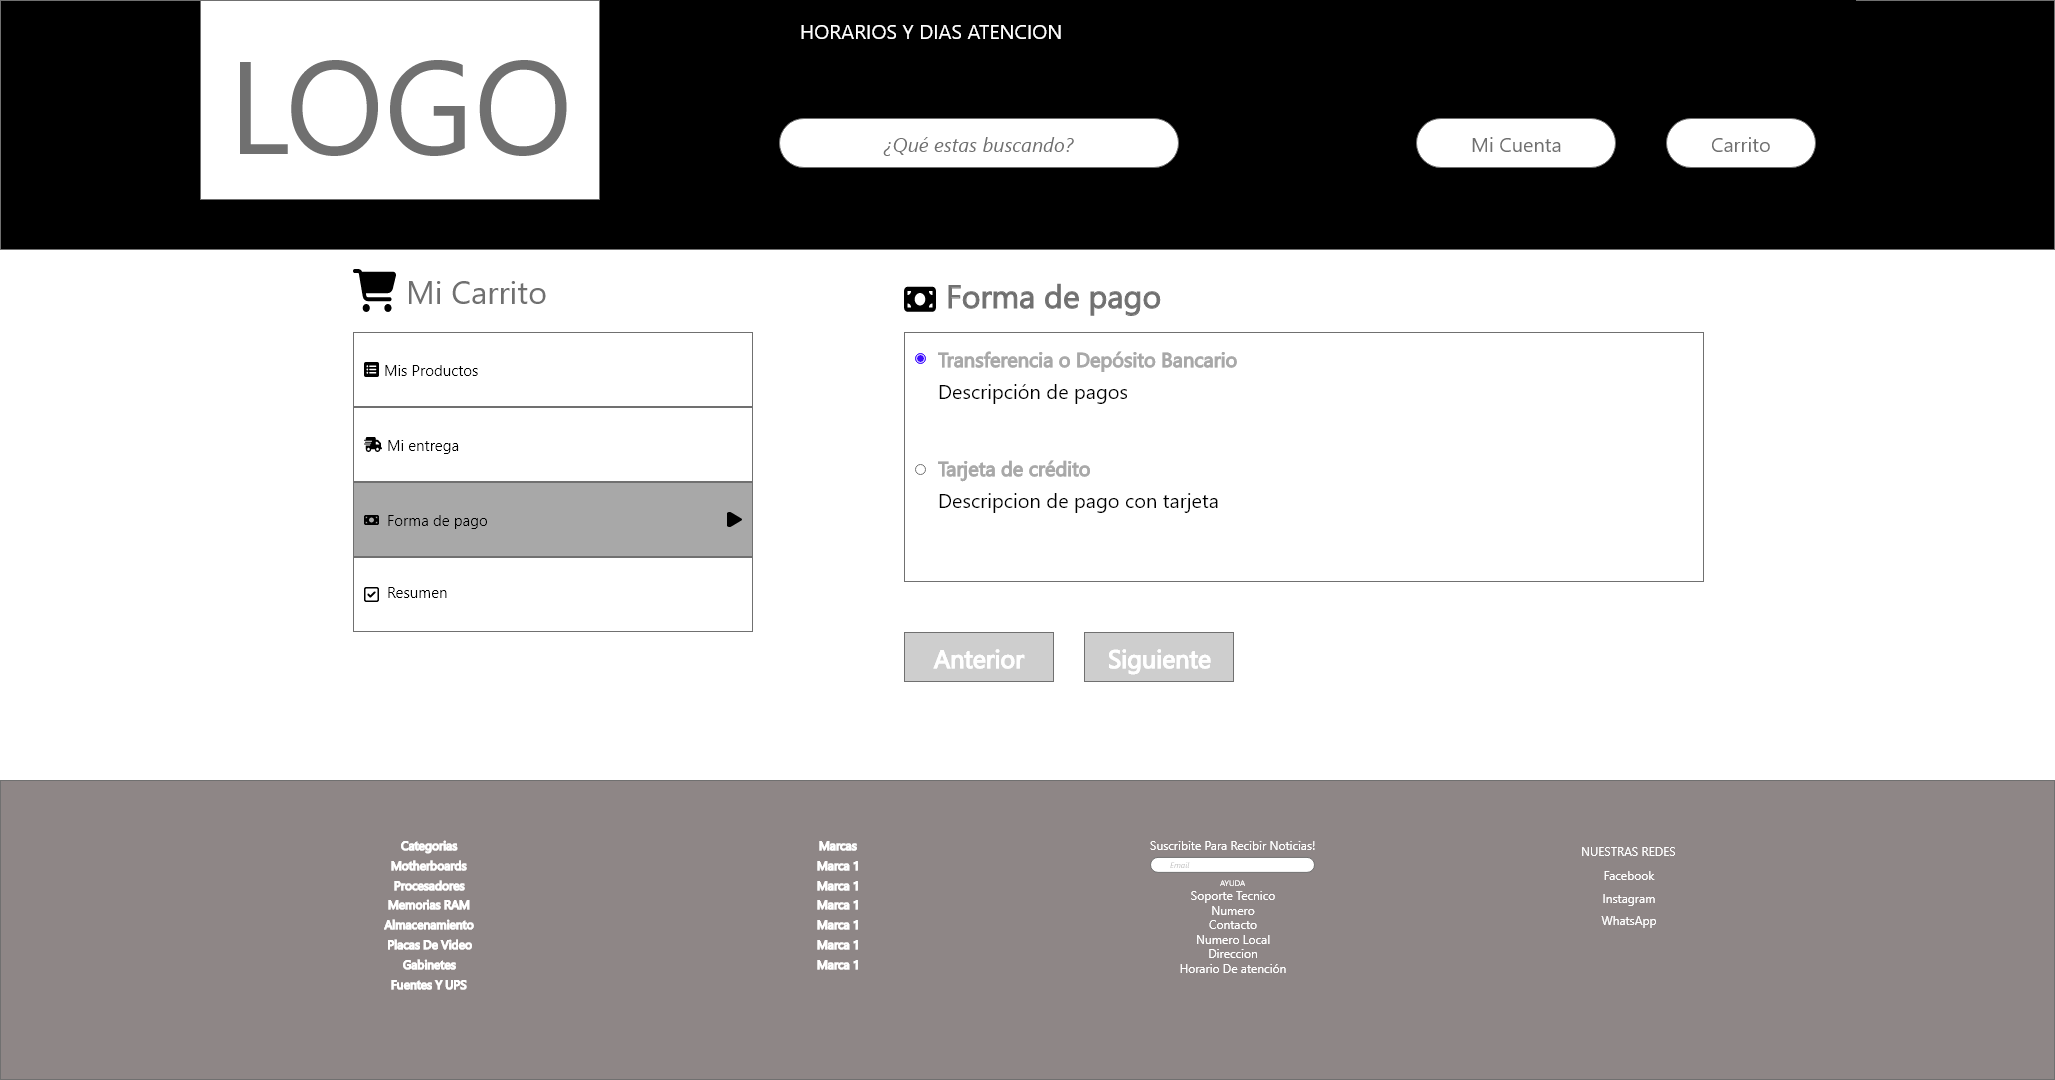 LOGO
HORARIOS Y DIAS ATENCION
¿Qué estas buscando?
Mi Cuenta
Carrito
Mi Carrito
Mis Productos
Mi entrega
Forma de pago
Resumen
Forma de pago
Transferencia o Depósito Bancario
Descripción de pagos
Tarjeta de crédito
Descripcion de pago con tarjeta
Anterior
Siguiente
Categorias
Motherboards
Procesadores
Memorias RAM
Almacenamiento
Placas De Video
Gabinetes
Fuentes Y UPS
Marcas
Marca 1
Marca 1
Marca 1
Marca 1
Marca 1
Marca 1
Suscribite Para Recibir Noticias!
Email
AYUDA
Soporte Tecnico
Numero
Contacto
Numero Local
Direccion
Horario De atención
NUESTRAS REDES
Facebook
Instagram
WhatsApp